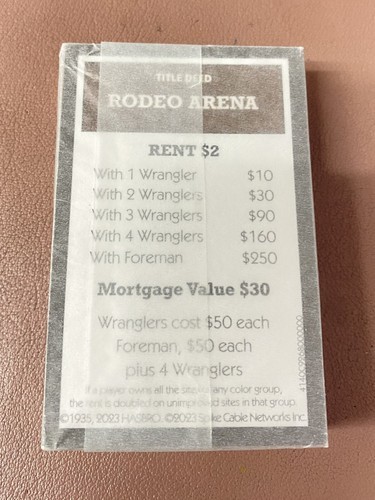 TITLE DEED
RODEO ARENA
RENT $2
With 1 Wrangler $10
With 2 Wranglers $30
With 3 Wranglers $90
With 4 Wranglers $160
With Foreman $250
Mortgage Value $30
Wranglers cost $50 each
Foreman, $50 each
plus 4 Wranglers
If a player owns all the sites of any color group,
the rent is doubled on unimproved sites in that group.
©1935, 2023 HASBRO. ©2023 Spike Cable Networks Inc.